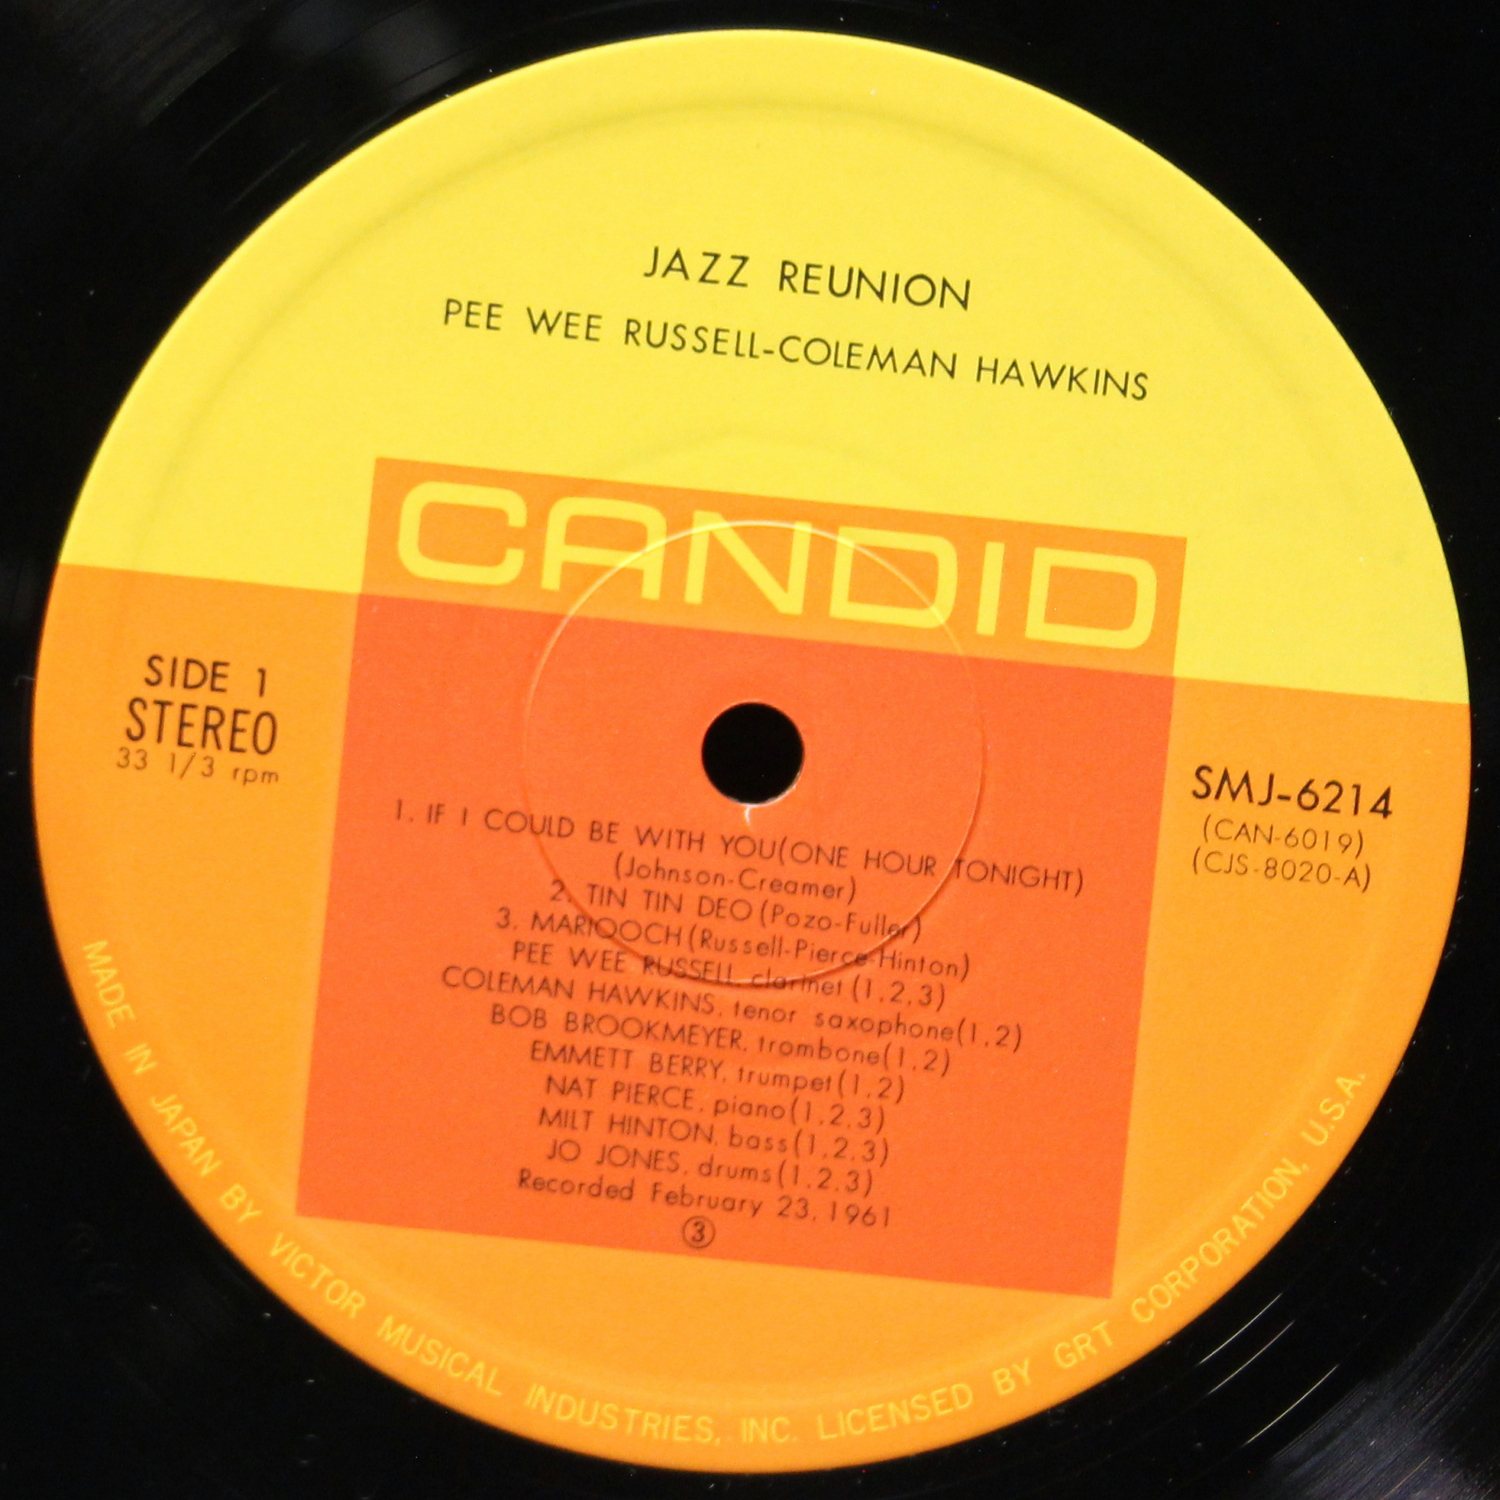 JAZZ REUNION
PEE WEE RUSSELL-COLEMAN HAWKINS
CANDID
SIDE 1
STEREO
33 1/3 rpm
SMJ-6214
(CAN-6019)
(CJS-8020-A)
1. IF I COULD BE WITH YOU(ONE HOUR TONIGHT)
(Johnson-Creamer)
2. TIN TIN DEO(Pozo-Fuller)
3. MARIOOCH(Russell-Pierce-Hinton)
PEE WEE RUSSELL, clarinet(1,2,3)
COLEMAN HAWKINS, tenor saxophone(1,2)
BOB BROOKMEYER, trombone(1,2)
EMMETT BERRY, trumpet(1,2)
NAT PIERCE, piano(1,2,3)
MILT HINTON, bass(1,2,3)
JO JONES, drums(1,2,3)
Recorded February 23, 1961
③
MADE IN JAPAN BY VICTOR MUSICAL INDUSTRIES, INC. LICENSED BY GRT CORPORATION, U.S.A.